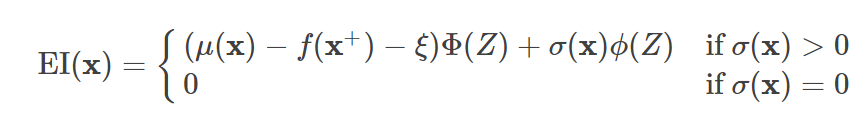 EI(x) = { (μ(x) − f(x⁺) − ξ)Φ(Z) + σ(x)ϕ(Z) if σ(x) > 0
0 if σ(x) = 0